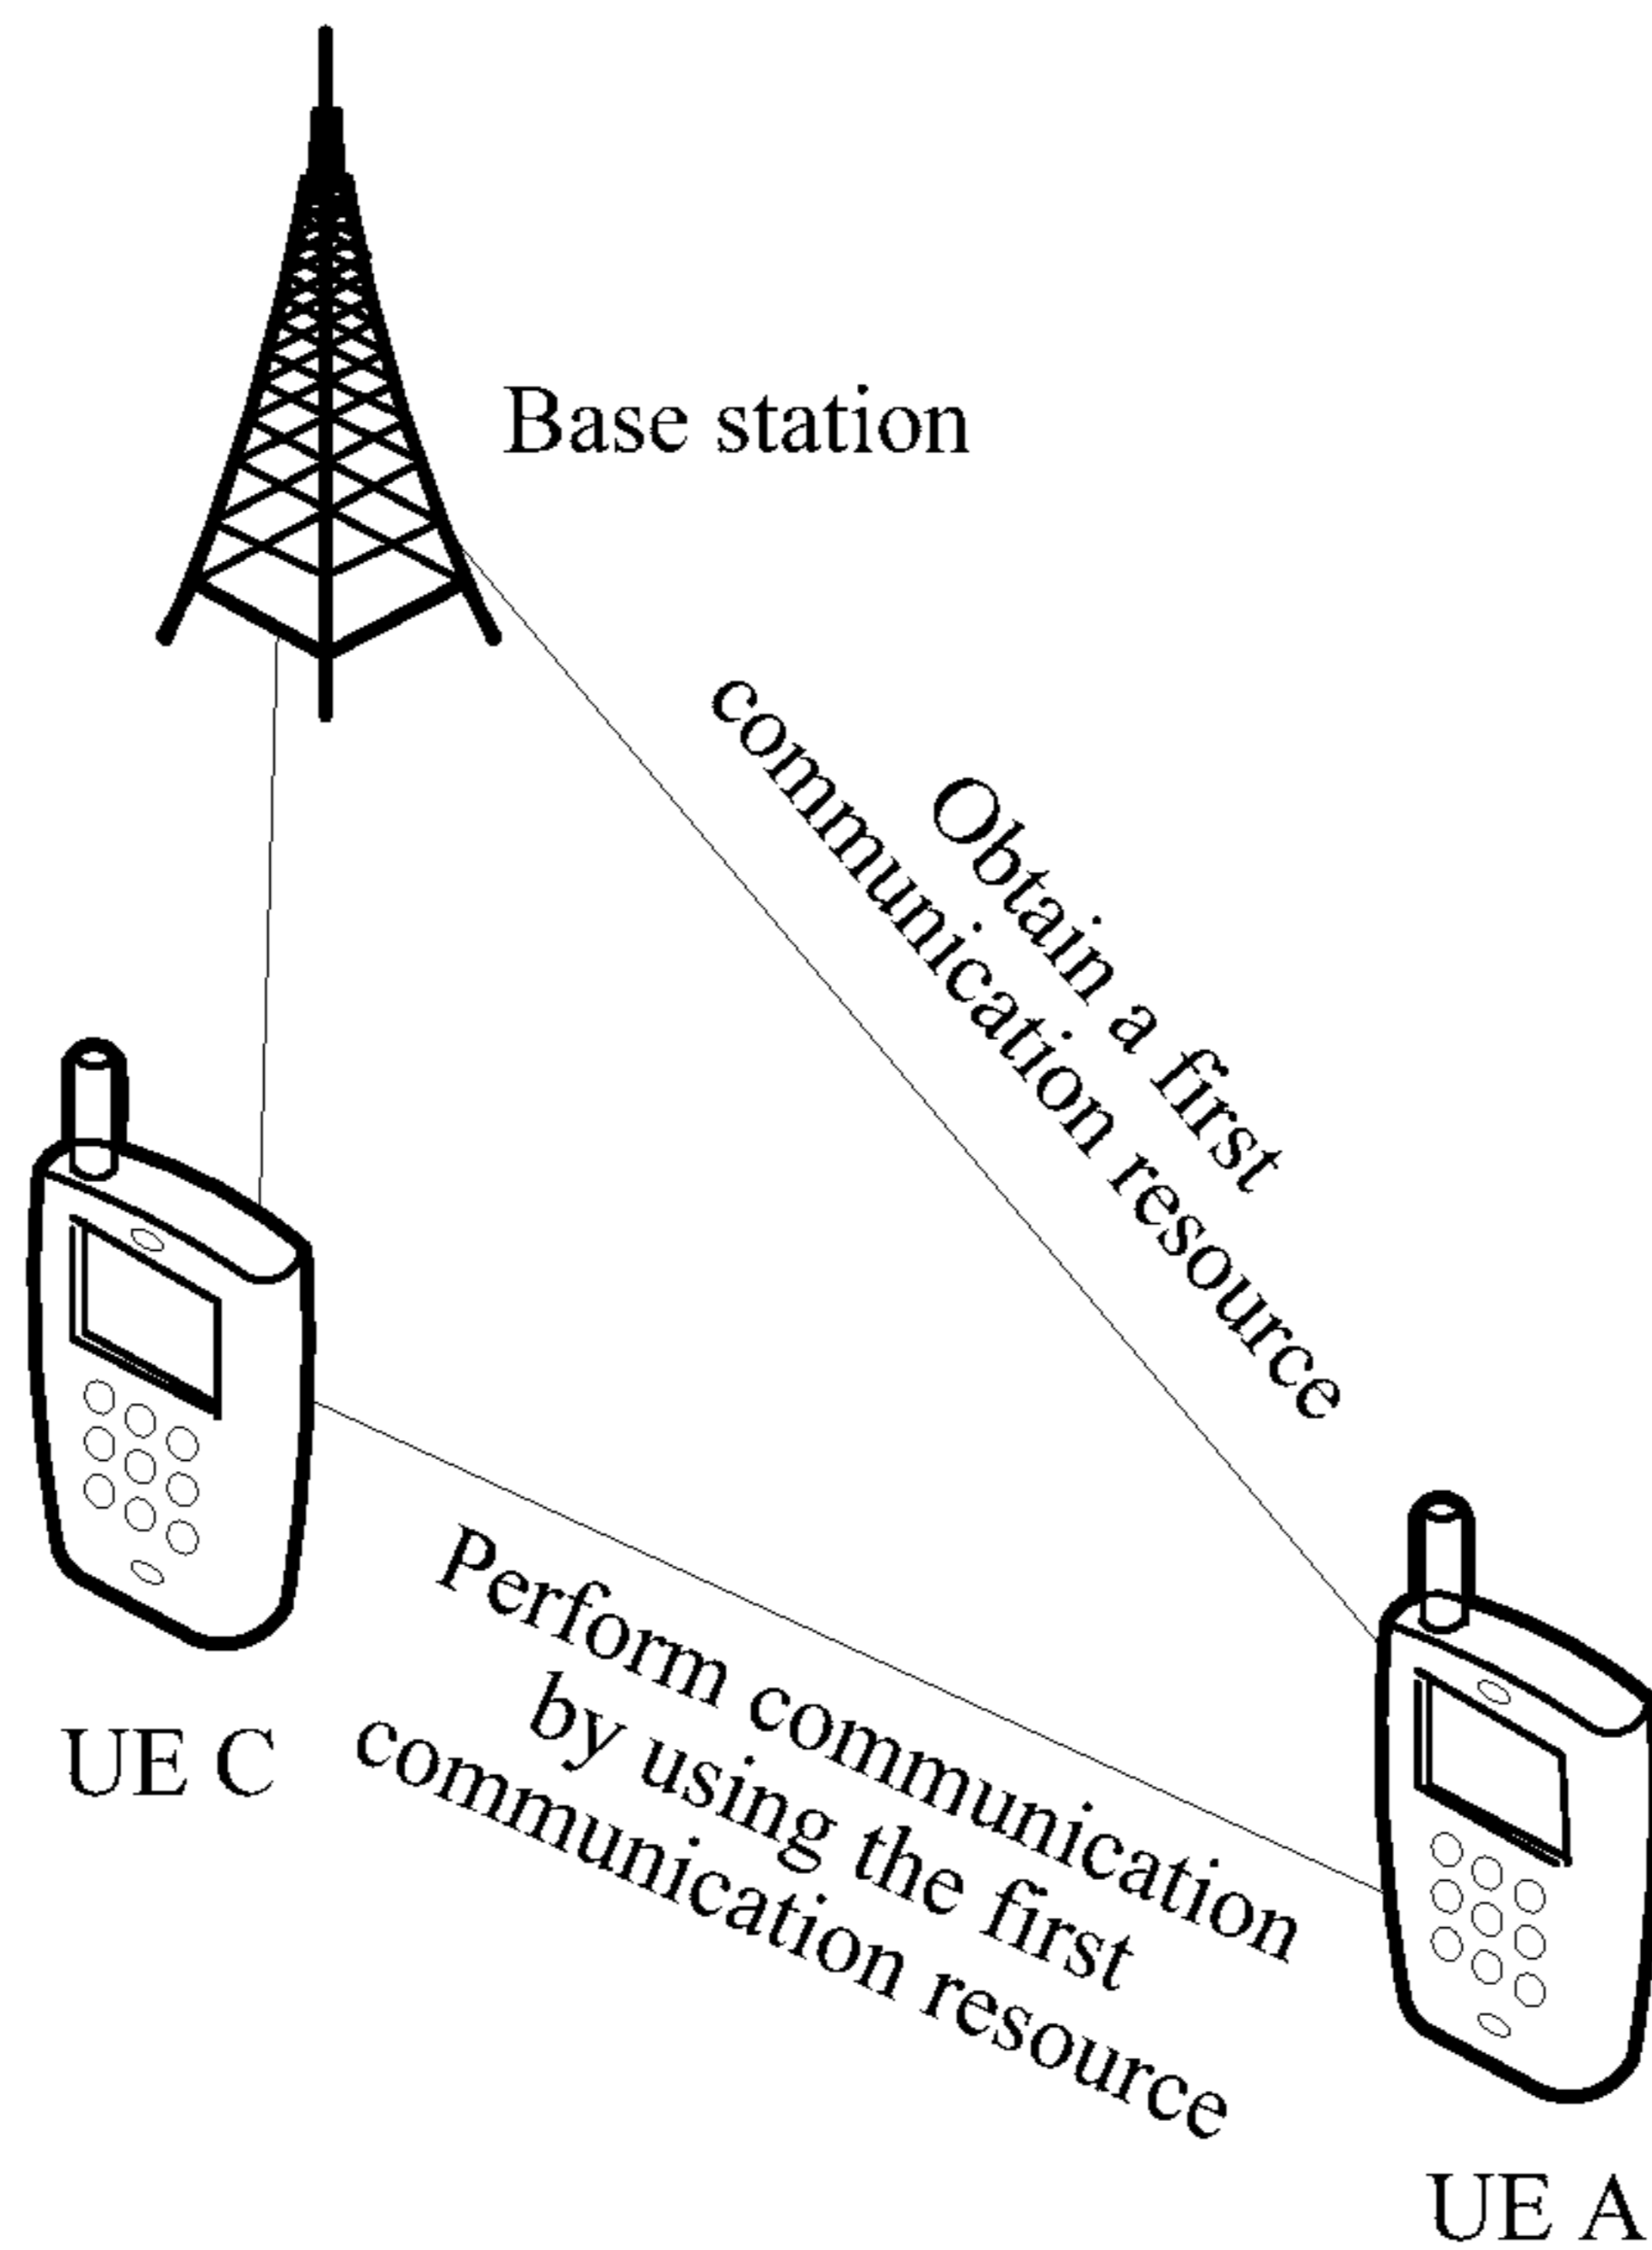 Base station
Obtain a first
communication resource
Perform communication
by using the first
communication resource
UE C
UE A